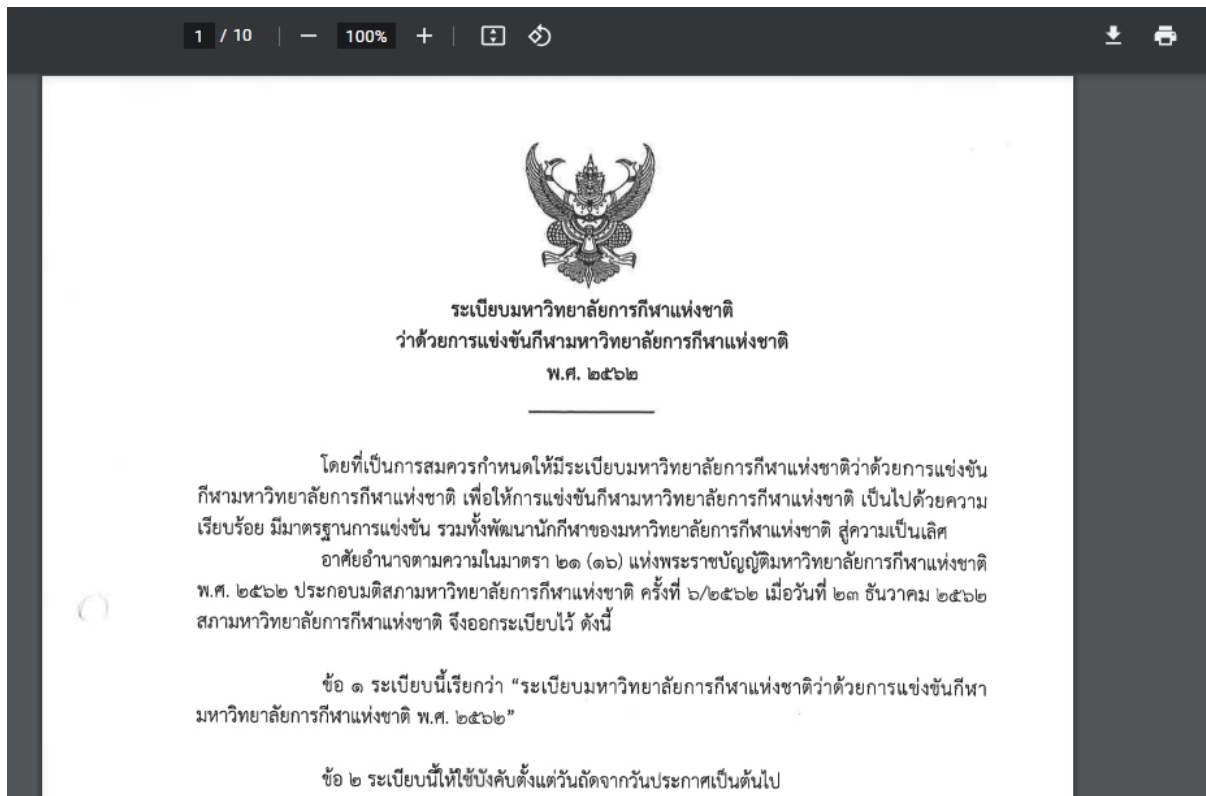 1 / 10 100%
ระเบียบมหาวิทยาลัยการกีฬาแห่งชาติ
ว่าด้วยการแข่งขันกีฬามหาวิทยาลัยการกีฬาแห่งชาติ
พ.ศ. ๒๕๖๒
โดยที่เป็นการสมควรกำหนดให้มีระเบียบมหาวิทยาลัยการกีฬาแห่งชาติว่าด้วยการแข่งขัน
กีฬามหาวิทยาลัยการกีฬาแห่งชาติ เพื่อให้การแข่งขันกีฬามหาวิทยาลัยการกีฬาแห่งชาติ เป็นไปด้วยความ
เรียบร้อย มีมาตรฐานการแข่งขัน รวมทั้งพัฒนานักกีฬาของมหาวิทยาลัยการกีฬาแห่งชาติ สู่ความเป็นเลิศ
อาศัยอำนาจตามความในมาตรา ๒๑ (๑๖) แห่งพระราชบัญญัติมหาวิทยาลัยการกีฬาแห่งชาติ
พ.ศ. ๒๕๖๒ ประกอบมติสภามหาวิทยาลัยการกีฬาแห่งชาติ ครั้งที่ ๖/๒๕๖๒ เมื่อวันที่ ๒๓ ธันวาคม ๒๕๖๒
สภามหาวิทยาลัยการกีฬาแห่งชาติ จึงออกระเบียบไว้ ดังนี้
ข้อ ๑ ระเบียบนี้เรียกว่า “ระเบียบมหาวิทยาลัยการกีฬาแห่งชาติว่าด้วยการแข่งขันกีฬา
มหาวิทยาลัยการกีฬาแห่งชาติ พ.ศ. ๒๕๖๒”
ข้อ ๒ ระเบียบนี้ให้ใช้บังคับตั้งแต่วันถัดจากวันประกาศเป็นต้นไป